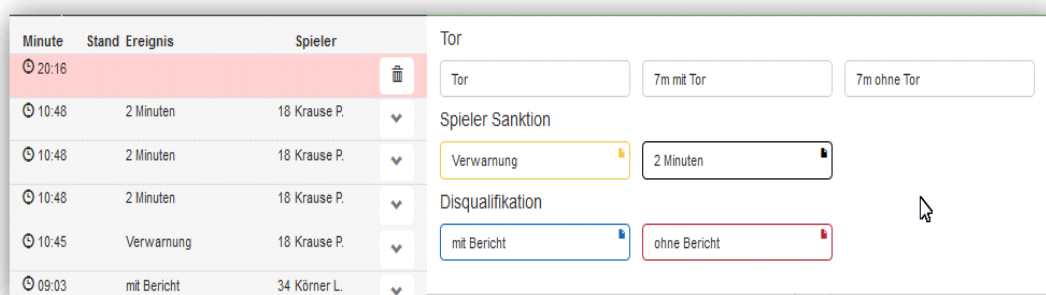 Minute Stand Ereignis Spieler
20:16
10:48 2 Minuten 18 Krause P.
10:48 2 Minuten 18 Krause P.
10:48 2 Minuten 18 Krause P.
10:45 Verwarnung 18 Krause P.
09:03 mit Bericht 34 Körner L.
Tor
Tor 7m mit Tor 7m ohne Tor
Spieler Sanktion
Verwarnung 2 Minuten
Disqualifikation
mit Bericht ohne Bericht